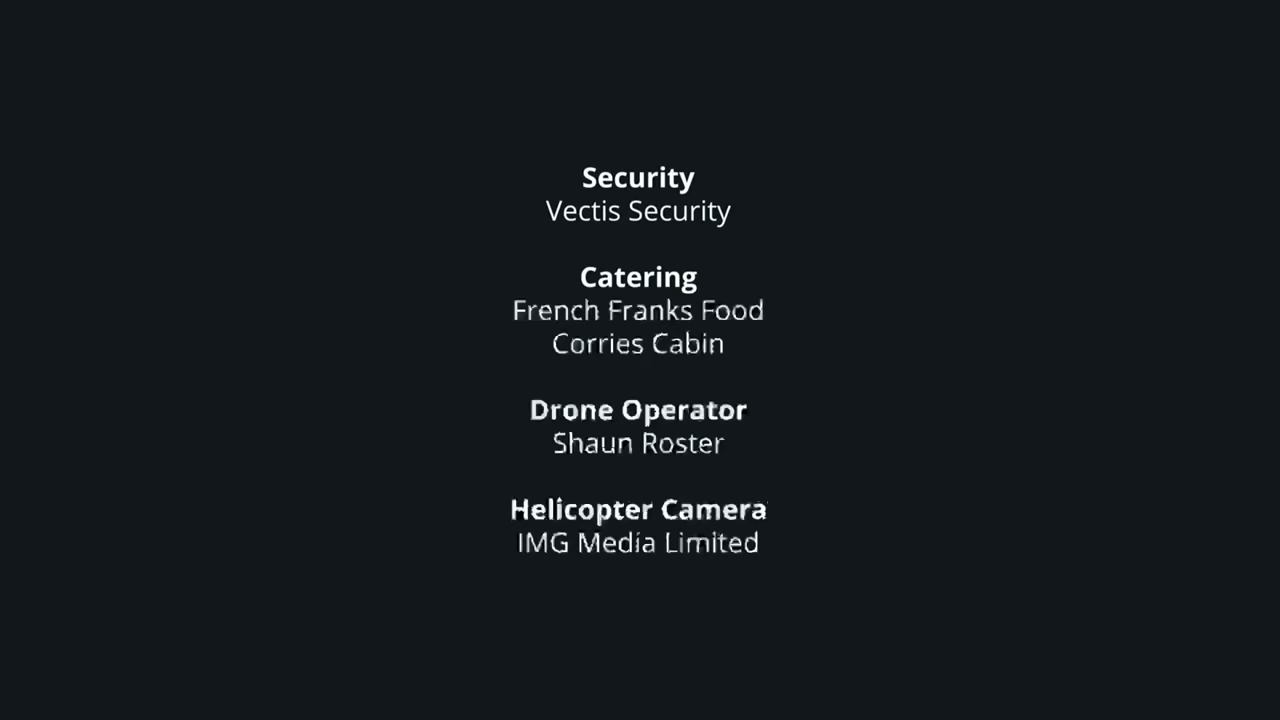 Security
Vectis Security
Catering
French Franks Food
Corries Cabin
Drone Operator
Shaun Roster
Helicopter Camera
IMG Media Limited